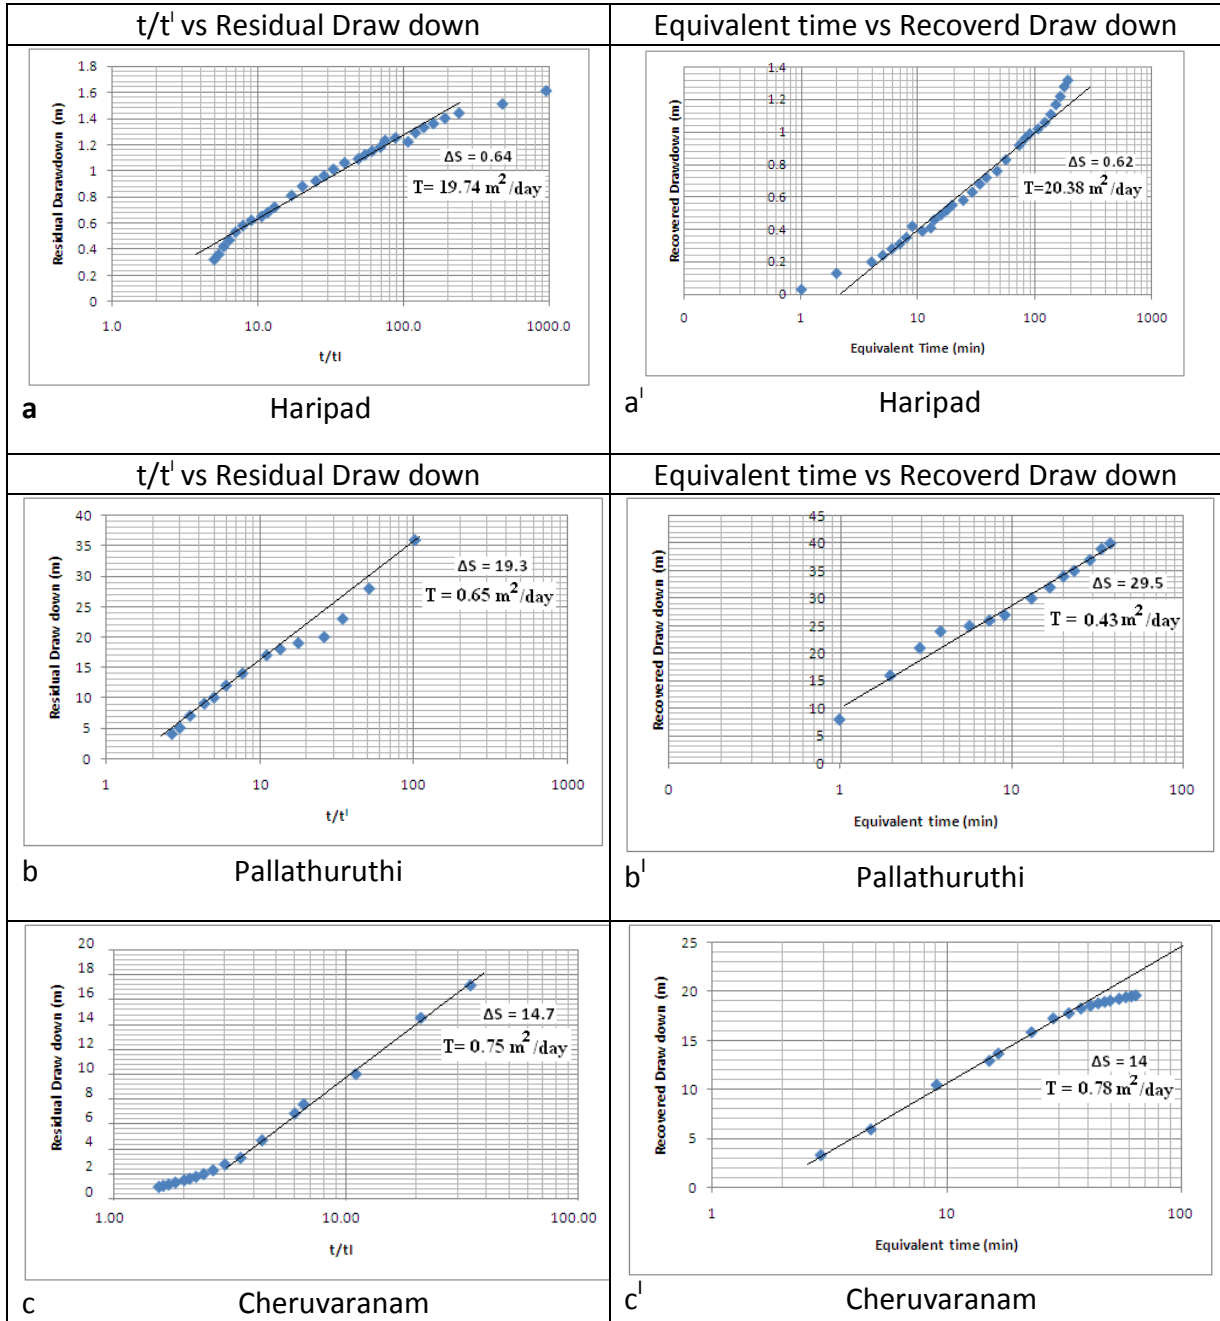 t/tᴵ vs Residual Draw down
Equivalent time vs Recoverd Draw down
1.8
1.6
1.4
1.2
1
0.8
0.6
0.4
0.2
0
Residual Darawdown (m)
ΔS = 0.64
T= 19.74 m²/day
1.0 10.0 100.0 1000.0
t/tI
a Haripad
1.4
1.2
1
0.8
0.6
0.4
0.2
0
Recovered Drawdown (m)
ΔS = 0.62
T=20.38 m²/day
0 1 10 100 1000
Equivalent Time (min)
aᴵ Haripad
t/tᴵ vs Residual Draw down
Equivalent time vs Recoverd Draw down
40
35
30
25
20
15
10
5
0
Residual Draw down (m)
ΔS = 19.3
T = 0.65 m²/day
1 10 100 1000
t/tᴵ
b Pallathuruthi
45
40
35
30
25
20
15
10
5
0
Recovered Draw down (m)
ΔS = 29.5
T = 0.43 m²/day
0 1 10 100
Equivalent time (min)
bᴵ Pallathuruthi
20
18
16
14
12
10
8
6
4
2
0
Residual Draw down (m)
ΔS = 14.7
T= 0.75 m²/day
1.00 10.00 100.00
t/tI
c Cheruvaranam
25
20
15
10
5
0
Recovered Draw down (m)
ΔS = 14
T = 0.78 m²/day
1 10 100
Equivalent time (min)
cᴵ Cheruvaranam